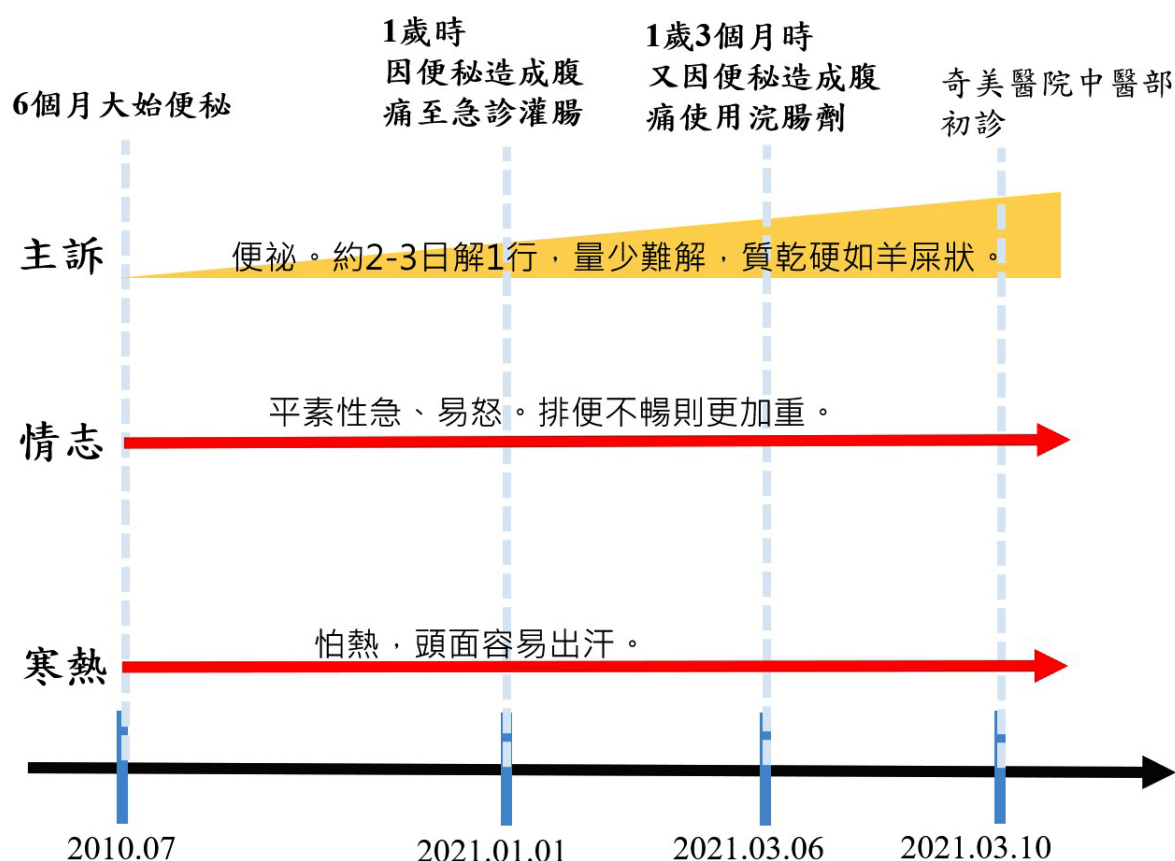 6個月大始便秘
1歲時
因便秘造成腹
痛至急診灌腸
1歲3個月時
又因便秘造成腹
痛使用浣腸劑
奇美醫院中醫部
初診
主訴
便祕。約2-3日解1行，量少難解，質乾硬如羊屎狀。
情志
平素性急、易怒。排便不暢則更加重。
寒熱
怕熱，頭面容易出汗。
2010.07
2021.01.01
2021.03.06
2021.03.10